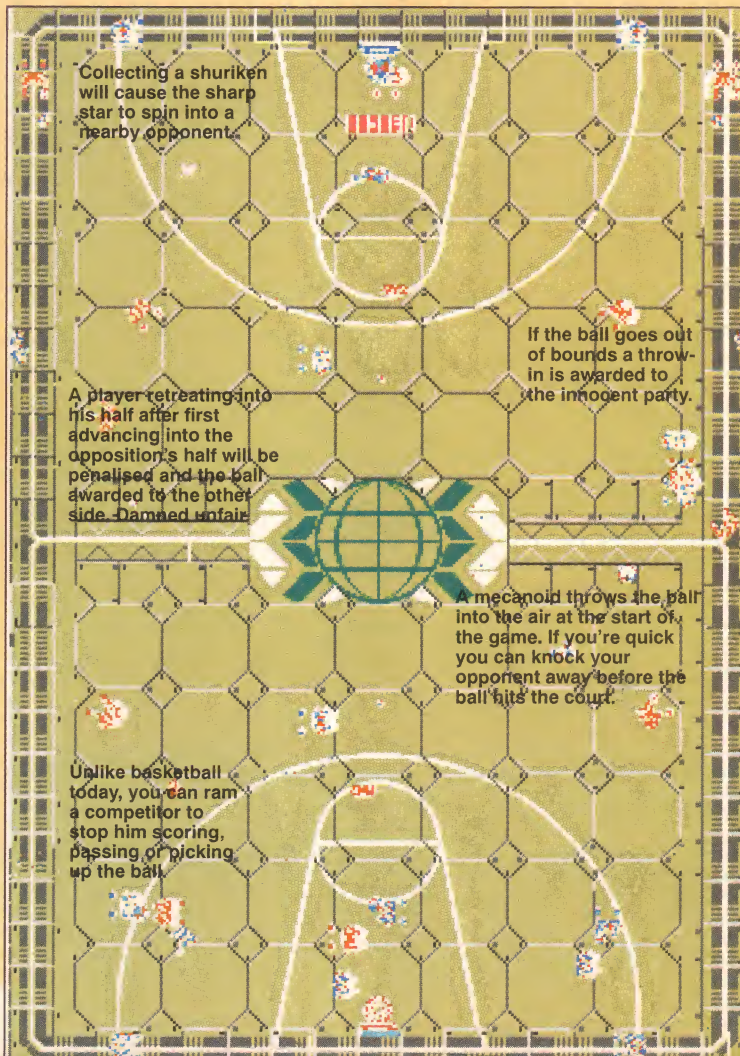 Collecting a shuriken
will cause the sharp
star to spin into a
nearby opponent.
If the ball goes out
of bounds a throw-
in is awarded to
the innocent party.
A player retreating into
his half after first
advancing into the
opposition's half will be
penalised and the ball
awarded to the other
side. Damned unfair
A mecanoid throws the ball
into the air at the start of
the game. If you're quick
you can knock your
opponent away before the
ball hits the court.
Unlike basketball
today, you can ram
a competitor to
stop him scoring,
passing or picking
up the ball.